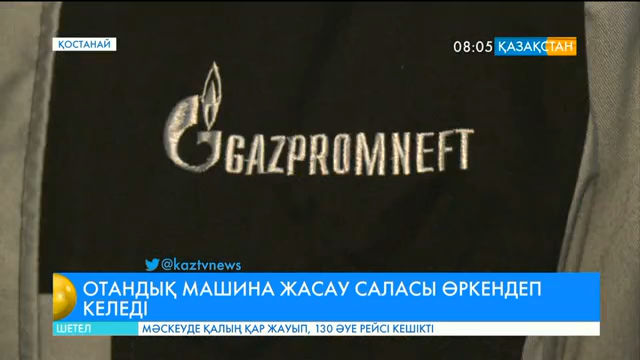 ҚОСТАНАЙ
08:05 ҚАЗАҚСТАН
GAZPROMNEFT
@kaztvnews
ОТАНДЫҚ МАШИНА ЖАСАУ САЛАСЫ ӨРКЕНДЕП
КЕЛЕДІ
ШЕТЕЛ МӘСКЕУДЕ ҚАЛЫҢ ҚАР ЖАУЫП, 130 ӘУЕ РЕЙСІ КЕШІКТІ